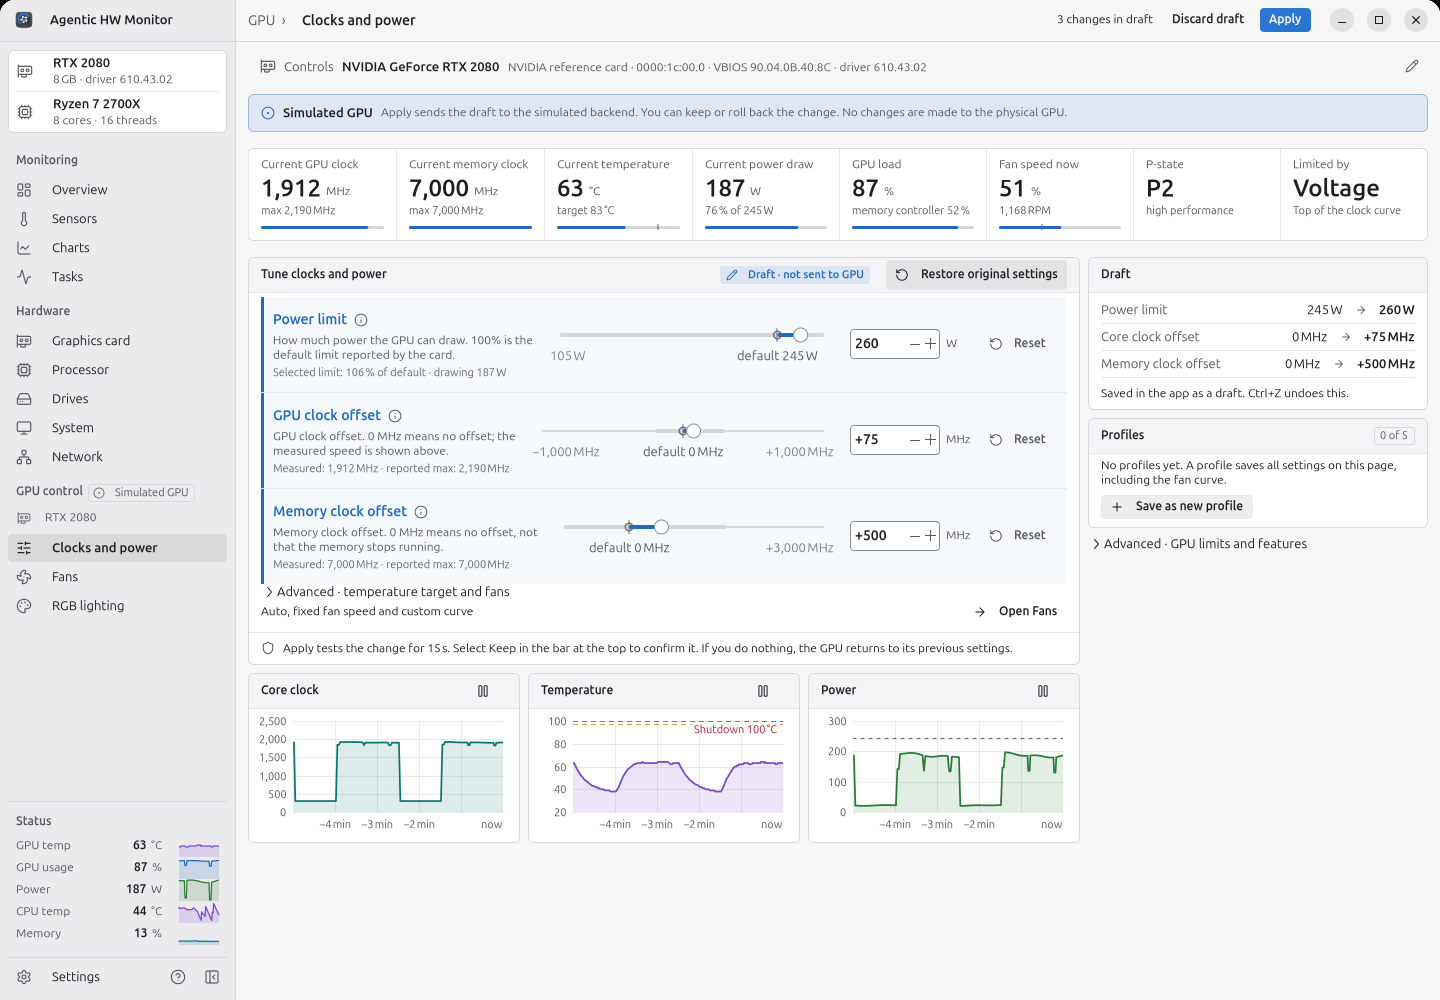 Agentic HW Monitor
GPU › Clocks and power
3 changes in draft
Discard draft
Apply
RTX 2080
8 GB · driver 610.43.02
Ryzen 7 2700X
8 cores · 16 threads
Monitoring
Overview
Sensors
Charts
Tasks
Hardware
Graphics card
Processor
Drives
System
Network
GPU control
Simulated GPU
RTX 2080
Clocks and power
Fans
RGB lighting
Status
GPU temp 63 °C
GPU usage 87 %
Power 187 W
CPU temp 44 °C
Memory 13 %
Settings
Controls NVIDIA GeForce RTX 2080 NVIDIA reference card · 0000:1c:00.0 · VBIOS 90.04.0B.40.8C · driver 610.43.02
Simulated GPU Apply sends the draft to the simulated backend. You can keep or roll back the change. No changes are made to the physical GPU.
Current GPU clock
1,912 MHz
max 2,190 MHz
Current memory clock
7,000 MHz
max 7,000 MHz
Current temperature
63 °C
target 83 °C
Current power draw
187 W
76 % of 245 W
GPU load
87 %
memory controller 52 %
Fan speed now
51 %
1,168 RPM
P-state
P2
high performance
Limited by
Voltage
Top of the clock curve
Tune clocks and power
Draft · not sent to GPU
Restore original settings
Power limit
How much power the GPU can draw. 100% is the
default limit reported by the card.
Selected limit: 106 % of default · drawing 187 W
105 W
default 245 W
260
W
Reset
GPU clock offset
GPU clock offset. 0 MHz means no offset; the
measured speed is shown above.
Measured: 1,912 MHz · reported max: 2,190 MHz
−1,000 MHz
default 0 MHz
+1,000 MHz
+75
MHz
Reset
Memory clock offset
Memory clock offset. 0 MHz means no offset, not
that the memory stops running.
Measured: 7,000 MHz · reported max: 7,000 MHz
default 0 MHz
+3,000 MHz
+500
MHz
Reset
Advanced · temperature target and fans
Auto, fixed fan speed and custom curve
→ Open Fans
Apply tests the change for 15 s. Select Keep in the bar at the top to confirm it. If you do nothing, the GPU returns to its previous settings.
Draft
Power limit 245 W → 260 W
Core clock offset 0 MHz → +75 MHz
Memory clock offset 0 MHz → +500 MHz
Saved in the app as a draft. Ctrl+Z undoes this.
Profiles
0 of 5
No profiles yet. A profile saves all settings on this page,
including the fan curve.
+ Save as new profile
Advanced · GPU limits and features
Core clock
2,500
2,000
1,500
1,000
500
0
−4 min −3 min −2 min now
Temperature
100
80
60
40
20
Shutdown 100 °C
−4 min −3 min −2 min now
Power
300
200
100
0
−4 min −3 min −2 min now